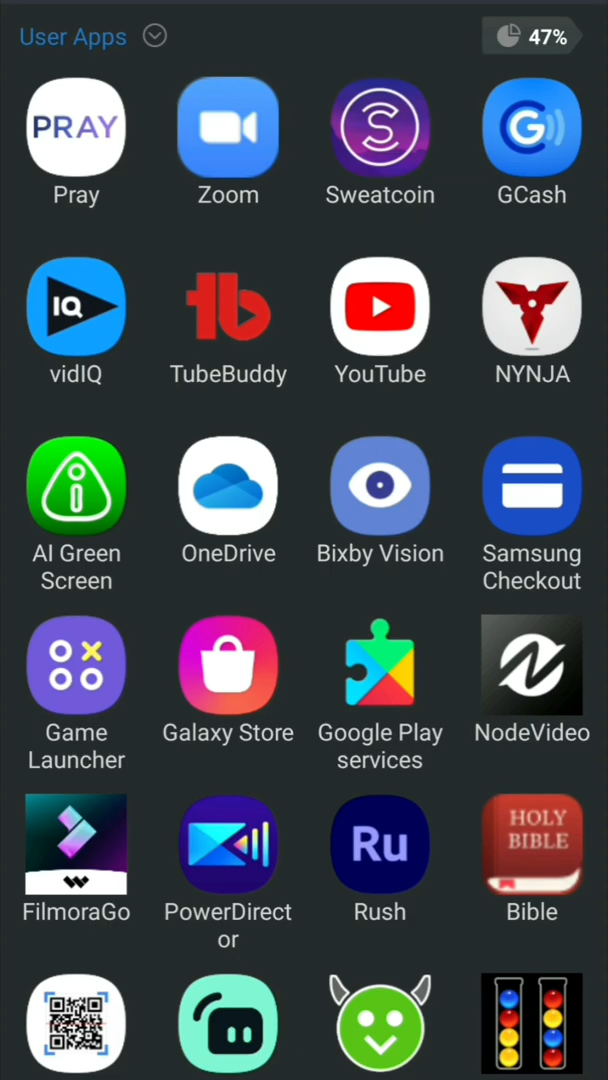 User Apps
47%
PRAY
Pray
Zoom
S
Sweatcoin
G
GCash
IQ
vidIQ
tb
TubeBuddy
YouTube
NYNJA
AI Green
Screen
OneDrive
Bixby Vision
Samsung
Checkout
Game
Launcher
Galaxy Store
Google Play
services
N
NodeVideo
FilmoraGo
PowerDirect
or
Ru
Rush
HOLY
BIBLE
Bible